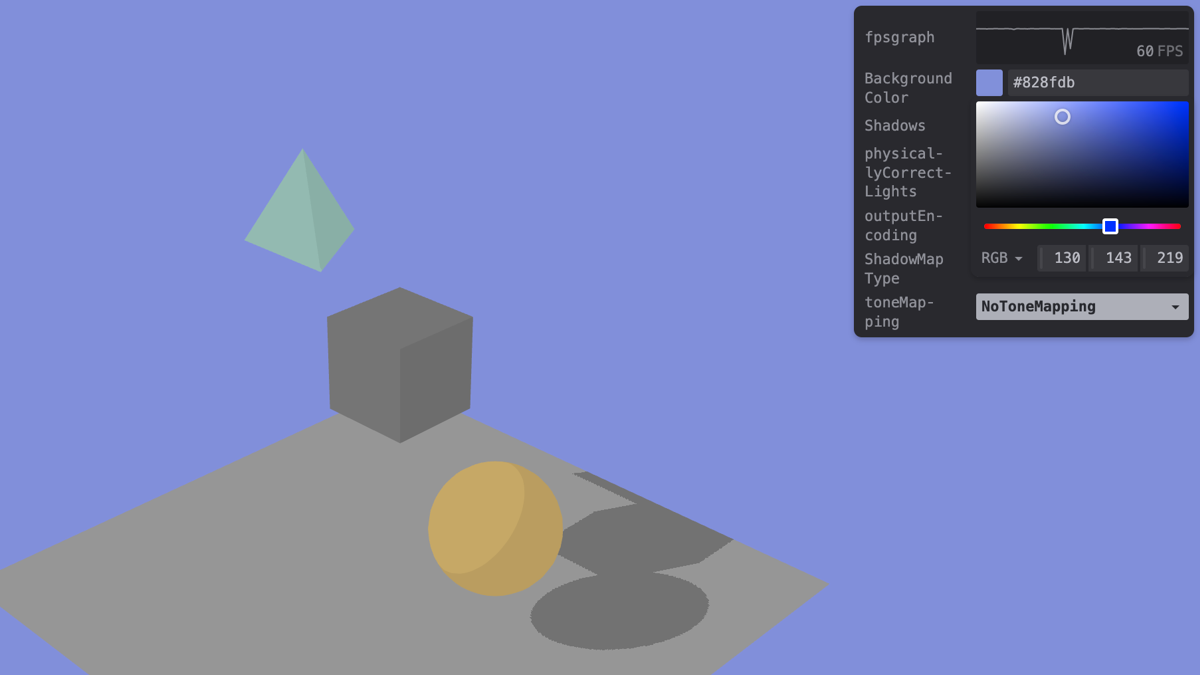 fpsgraph
60 FPS
Background
Color
#828fdb
Shadows
physical-
lyCorrect-
Lights
outputEn-
coding
RGB 130 143 219
ShadowMap
Type
toneMap-
ping
NoToneMapping